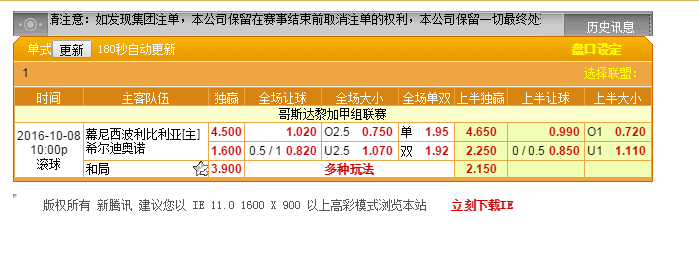 请注意：如发现集团注单，本公司保留在赛事结束前取消注单的权利，本公司保留一切最终处
历史讯息
单式 更新 180秒自动更新 盘口设定
1 选择联盟：
时间 主客队伍 独赢 全场让球 全场大小 全场单双 上半独赢 上半让球 上半大小
哥斯达黎加甲组联赛
2016-10-08 幕尼西波利比利亚[主] 4.500 1.020 O2.5 0.750 单 1.95 4.650 0.990 O1 0.720
10:00p 希尔迪奥诺 1.600 0.5 / 1 0.820 U2.5 1.070 双 1.92 2.250 0 / 0.5 0.850 U1 1.110
滚球 和局 3.900 多种玩法 2.150
版权所有 新腾讯 建议您以 IE 11.0 1600 X 900 以上高彩模式浏览本站 立刻下载IE